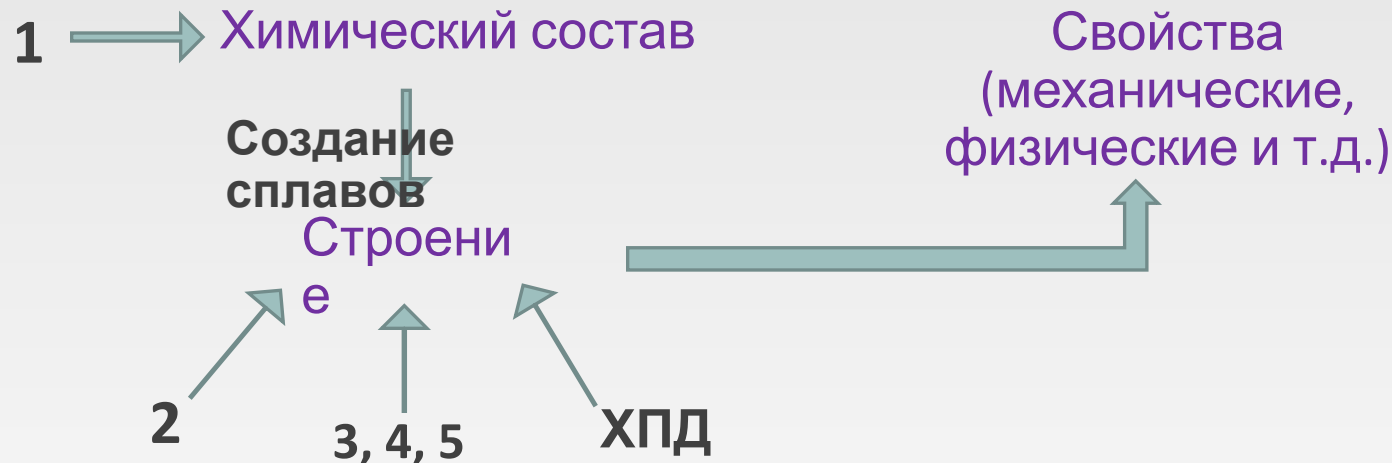 1
Химический состав
Свойства
(механические,
физические и т.д.)
Создание
сплавов
Строени
е
2
3, 4, 5
ХПД